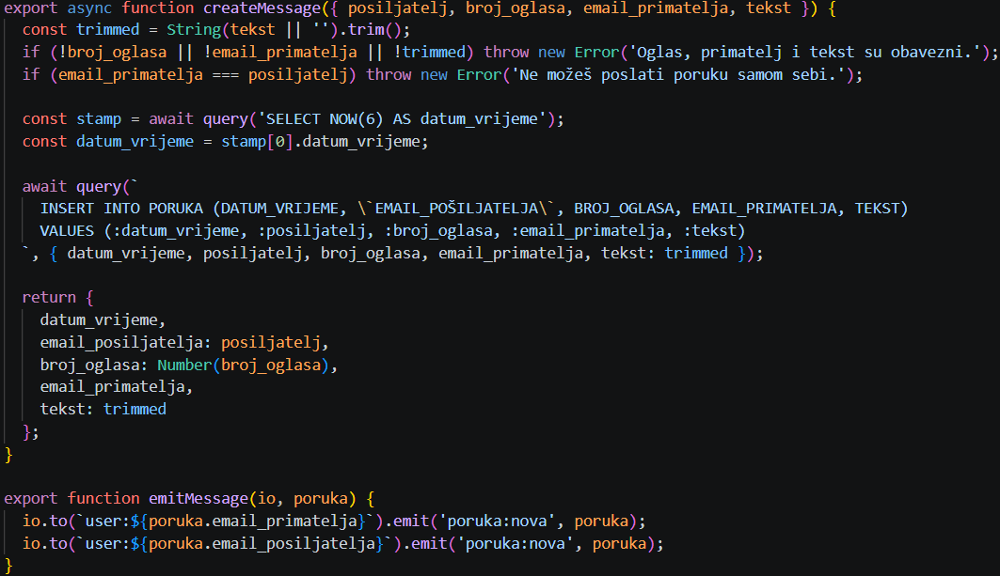 export async function createMessage({ posiljatelj, broj_oglasa, email_primatelja, tekst }) {
  const trimmed = String(tekst || '').trim();
  if (!broj_oglasa || !email_primatelja || !trimmed) throw new Error('Oglas, primatelj i tekst su obavezni.');
  if (email_primatelja === posiljatelj) throw new Error('Ne možeš poslati poruku samom sebi.');

  const stamp = await query('SELECT NOW(6) AS datum_vrijeme');
  const datum_vrijeme = stamp[0].datum_vrijeme;

  await query(`
    INSERT INTO PORUKA (DATUM_VRIJEME, \`EMAIL_POŠILJATELJA\`, BROJ_OGLASA, EMAIL_PRIMATELJA, TEKST)
    VALUES (:datum_vrijeme, :posiljatelj, :broj_oglasa, :email_primatelja, :tekst)
  `, { datum_vrijeme, posiljatelj, broj_oglasa, email_primatelja, tekst: trimmed });

  return {
    datum_vrijeme,
    email_posiljatelja: posiljatelj,
    broj_oglasa: Number(broj_oglasa),
    email_primatelja,
    tekst: trimmed
  };
}

export function emitMessage(io, poruka) {
  io.to(`user:${poruka.email_primatelja}`).emit('poruka:nova', poruka);
  io.to(`user:${poruka.email_posiljatelja}`).emit('poruka:nova', poruka);
}